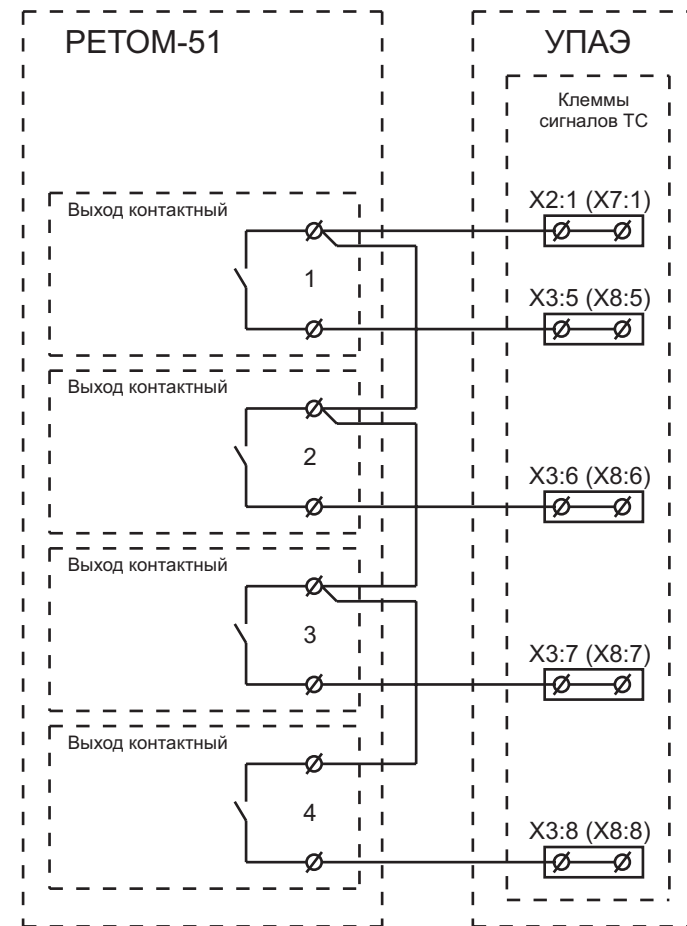 РЕТОМ-51
УПАЭ
Клеммы
сигналов ТС
Выход контактный
X2:1 (X7:1)
1
X3:5 (X8:5)
Выход контактный
2
X3:6 (X8:6)
Выход контактный
3
X3:7 (X8:7)
Выход контактный
4
X3:8 (X8:8)